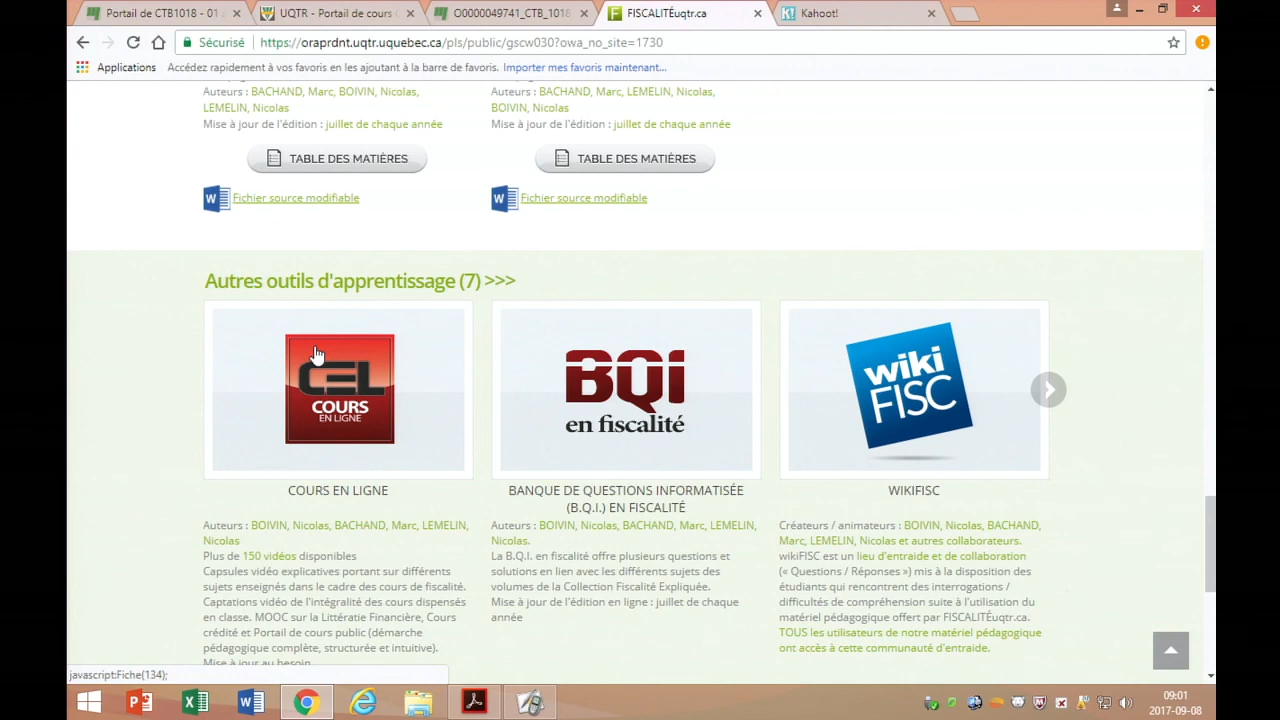 Portail de CTB1018 - 01 a
UQTR - Portail de cours
O0000049741_CTB_1018
FISCALITÉuqtr.ca
Kahoot!
Sécurisé
https://oraprdnt.uqtr.uquebec.ca/pls/public/gscw030?owa_no_site=1730
Applications
Accédez rapidement à vos favoris en les ajoutant à la barre de favoris. Importer mes favoris maintenant...
Auteurs : BACHAND, Marc, BOIVIN, Nicolas,
LEMELIN, Nicolas
Mise à jour de l'édition : juillet de chaque année
TABLE DES MATIÈRES
Fichier source modifiable
Auteurs : BACHAND, Marc, LEMELIN, Nicolas,
BOIVIN, Nicolas
Mise à jour de l'édition : juillet de chaque année
TABLE DES MATIÈRES
Fichier source modifiable
Autres outils d'apprentissage (7) >>>
CEL
COURS
EN LIGNE
COURS EN LIGNE
Auteurs : BOIVIN, Nicolas, BACHAND, Marc, LEMELIN,
Nicolas
Plus de 150 vidéos disponibles
Capsules vidéo explicatives portant sur différents
sujets enseignés dans le cadre des cours de fiscalité.
Captations vidéo de l'intégralité des cours dispensés
en classe. MOOC sur la Littératie Financière, Cours
crédité et Portail de cours public (démarche
pédagogique complète, structurée et intuitive).
Mise à jour au besoin
BQI
en fiscalité
BANQUE DE QUESTIONS INFORMATISÉE
(B.Q.I.) EN FISCALITÉ
Auteurs : BOIVIN, Nicolas, BACHAND, Marc, LEMELIN,
Nicolas.
La B.Q.I. en fiscalité offre plusieurs questions et
solutions en lien avec les différents sujets des
volumes de la Collection Fiscalité Expliquée.
Mise à jour de l'édition en ligne : juillet de chaque
année
wiki
FISC
WIKIFISC
Créateurs / animateurs : BOIVIN, Nicolas, BACHAND,
Marc, LEMELIN, Nicolas et autres collaborateurs.
wikiFISC est un lieu d'entraide et de collaboration
(« Questions / Réponses ») mis à la disposition des
étudiants qui rencontrent des interrogations /
difficultés de compréhension suite à l'utilisation du
matériel pédagogique offert par FISCALITÉuqtr.ca.
TOUS les utilisateurs de notre matériel pédagogique
ont accès à cette communauté d'entraide.
javascript:Fiche(134);
09:01
2017-09-08